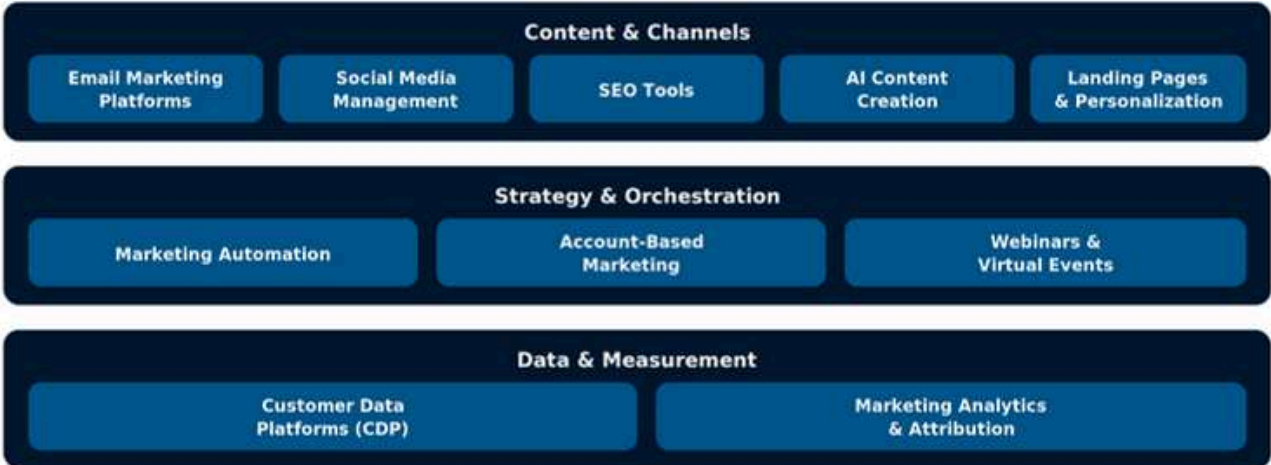 Content & Channels
Email Marketing
Platforms
Social Media
Management
SEO Tools
AI Content
Creation
Landing Pages
& Personalization
Strategy & Orchestration
Marketing Automation
Account-Based
Marketing
Webinars &
Virtual Events
Data & Measurement
Customer Data
Platforms (CDP)
Marketing Analytics
& Attribution